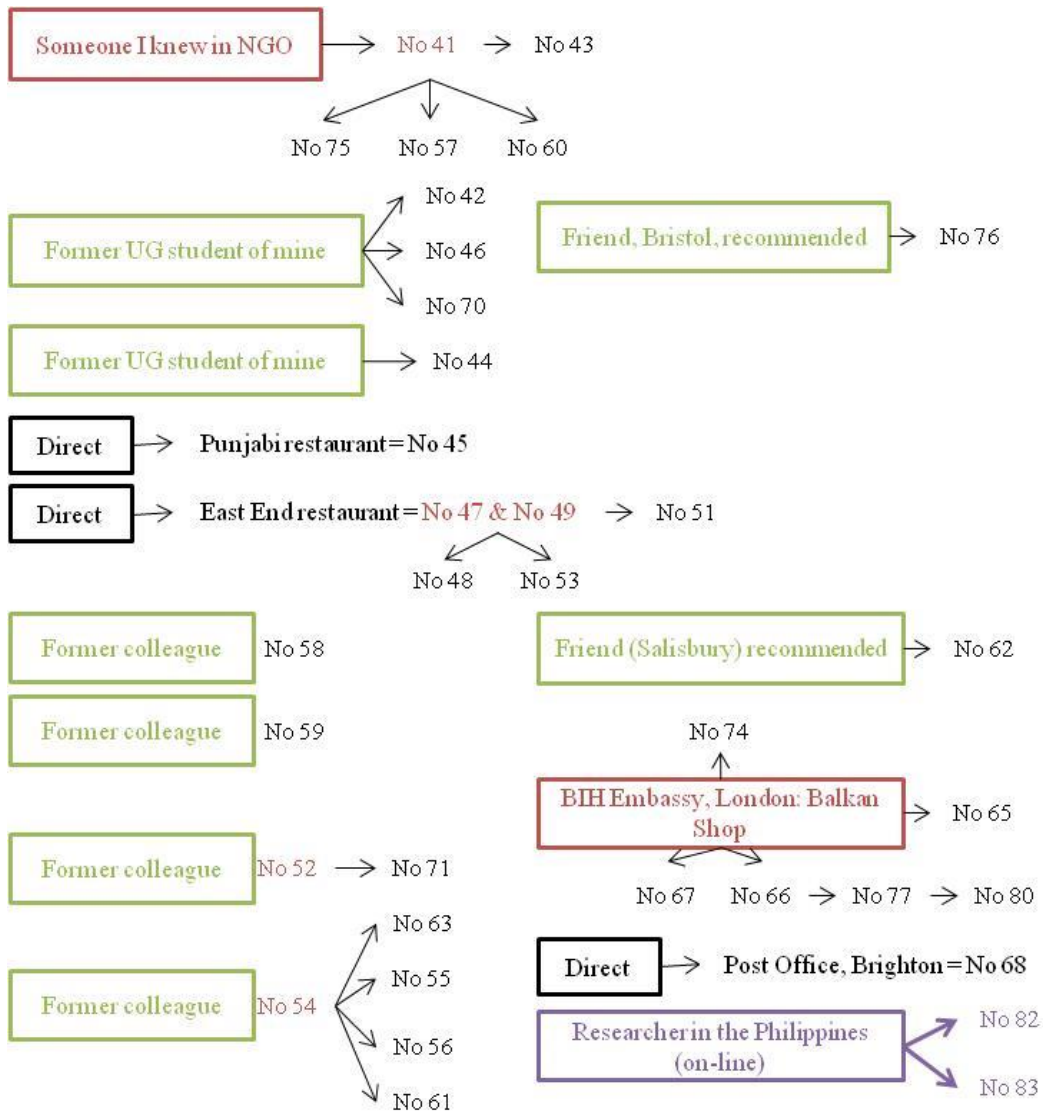 Someone I knew in NGO
No 41
No 43
No 75
No 57
No 60
No 42
Former UG student of mine
No 46
No 70
Friend, Bristol, recommended
No 76
Former UG student of mine
No 44
Direct
Punjabi restaurant = No 45
Direct
East End restaurant = No 47 & No 49
No 51
No 48
No 53
Former colleague
No 58
Friend (Salisbury) recommended
No 62
Former colleague
No 59
No 74
BIH Embassy, London: Balkan
Shop
No 65
No 67
No 66
No 77
No 80
Former colleague
No 52
No 71
No 63
Former colleague
No 54
No 55
No 56
No 61
Direct
Post Office, Brighton = No 68
Researcher in the Philippines
(on-line)
No 82
No 83